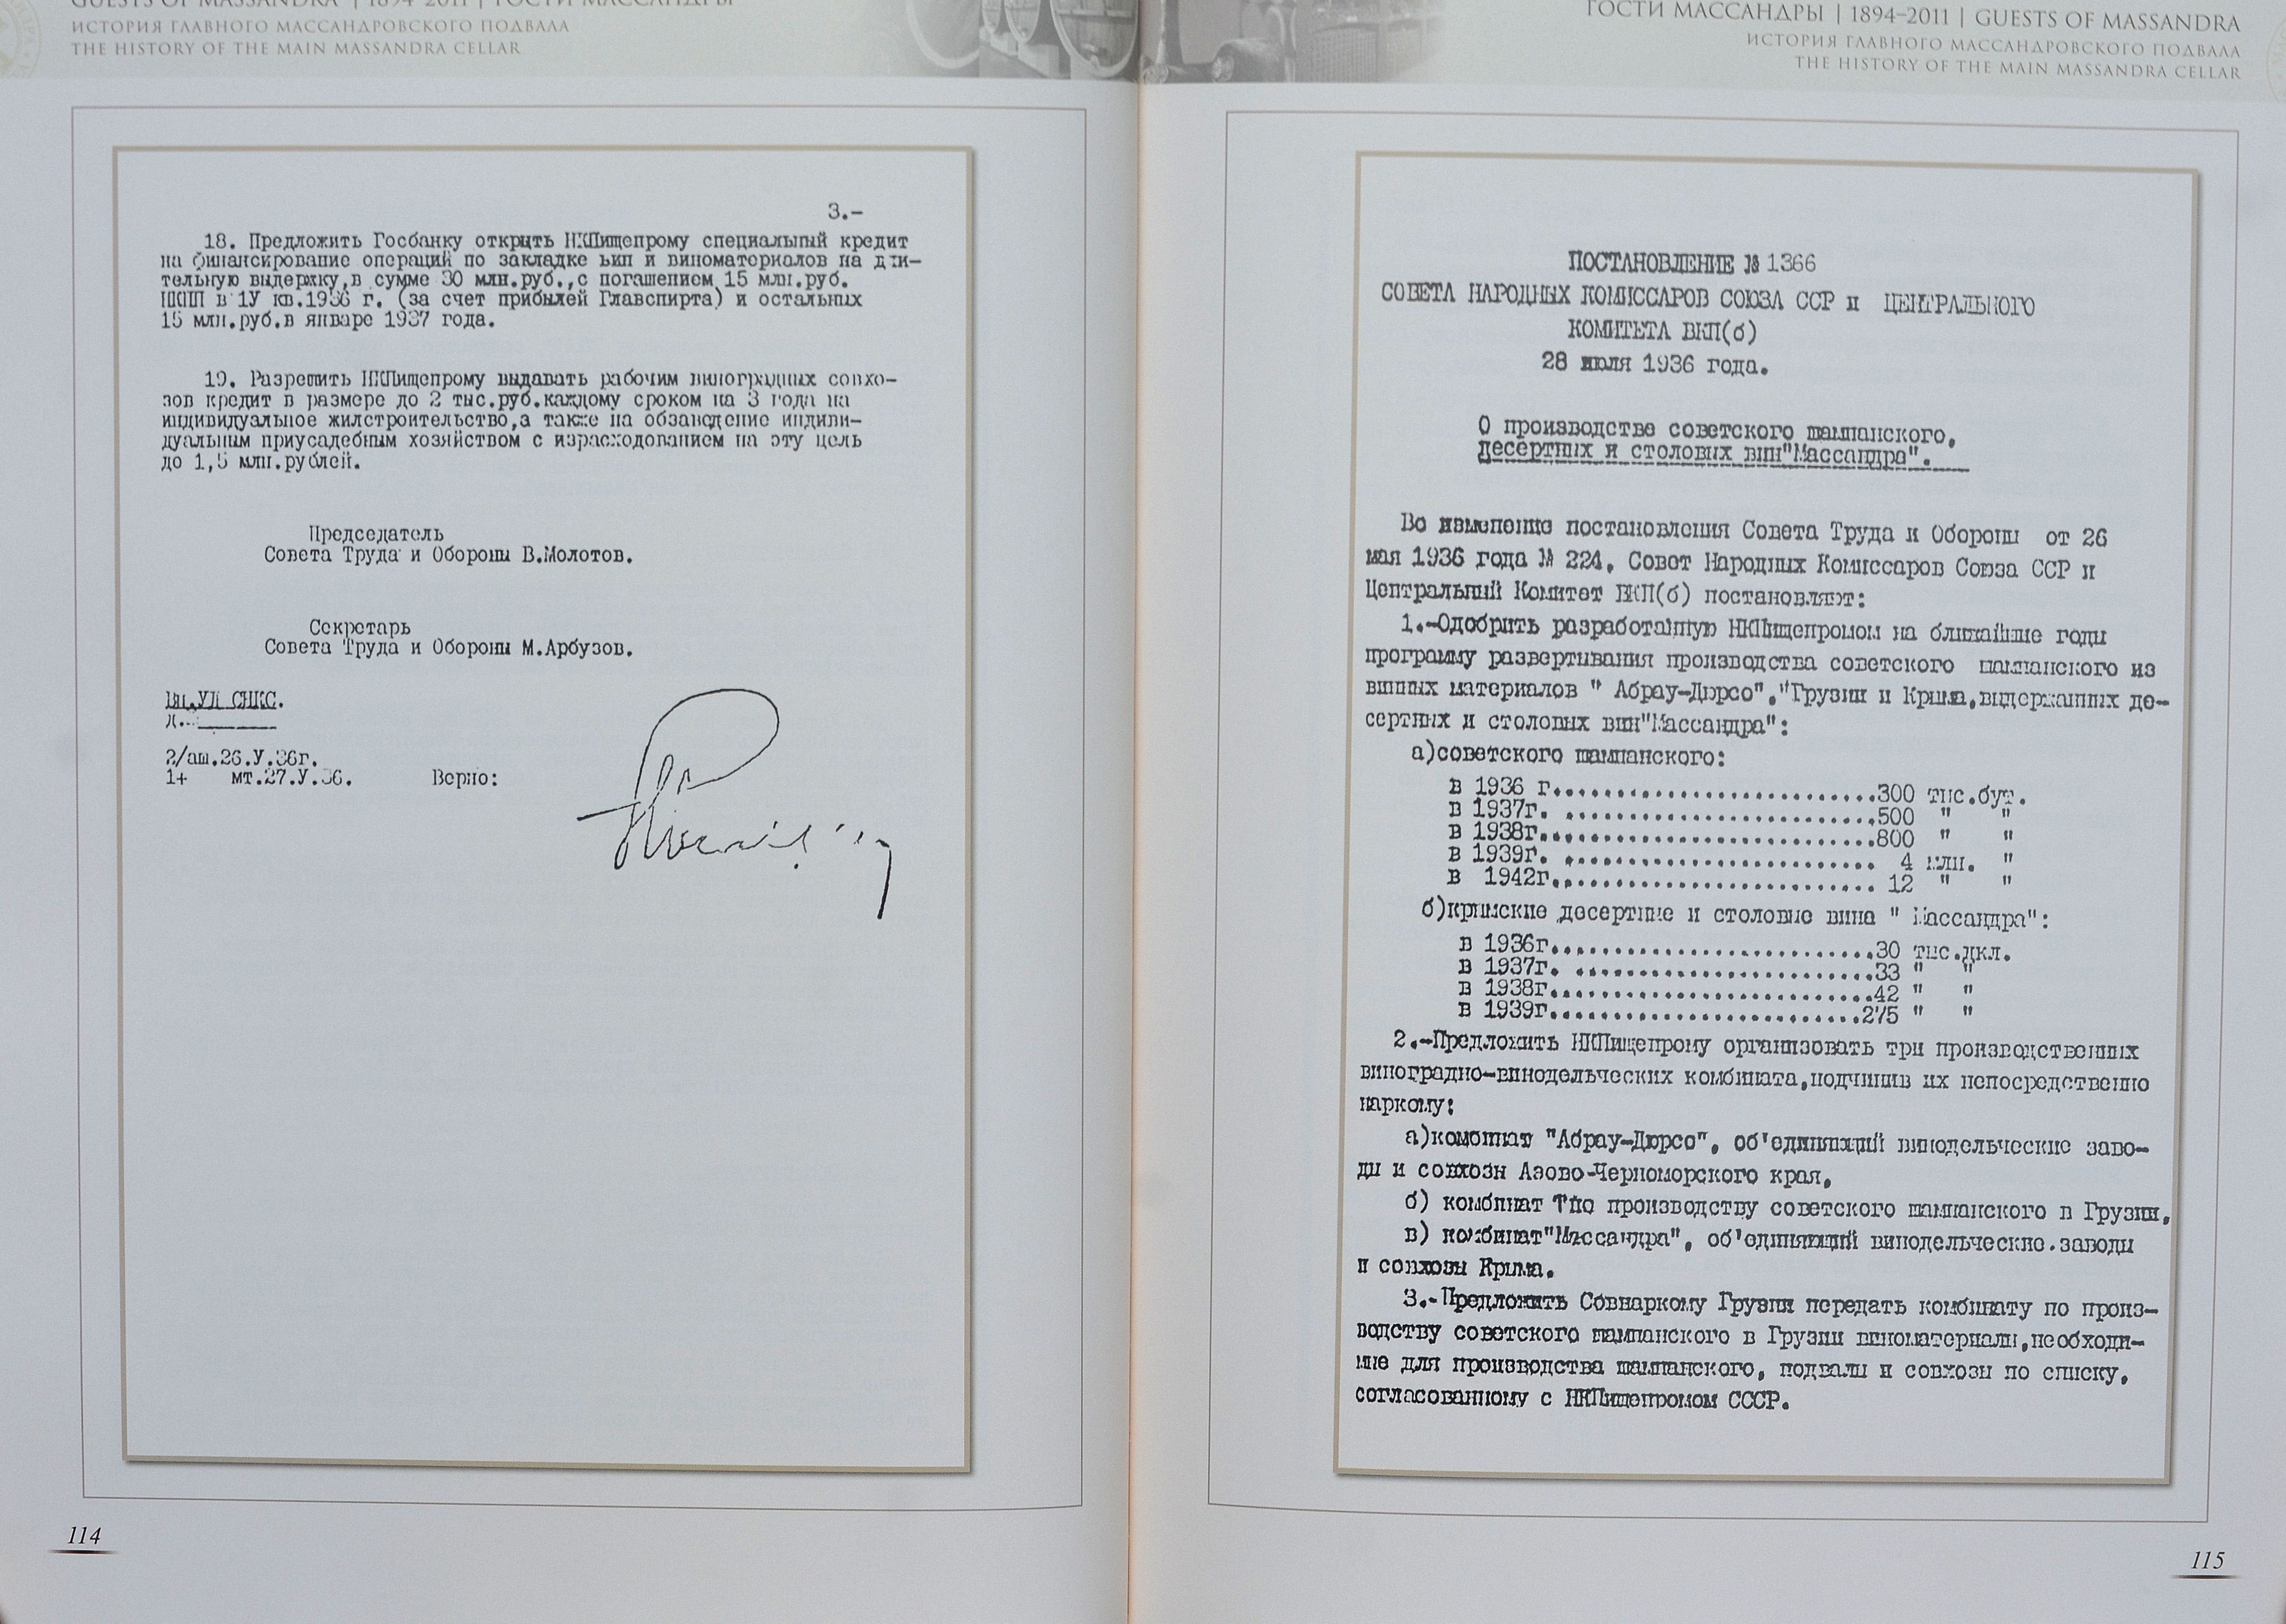 GUESTS OF MASSANDRA | 1894–2011 | ГОСТИ МАССАНДРЫ
ИСТОРИЯ ГЛАВНОГО МАССАНДРОВСКОГО ПОДВАЛА
THE HISTORY OF THE MAIN MASSANDRA CELLAR
3.-
18. Предложить Госбанку открыть НКПищепрому специальный кредит
на финансирование операций по закладке вин и виноматериалов на дли-
тельную выдержку,в сумме 30 млн.руб.,с погашением 15 млн.руб.
НКПП в 1У кв.1936 г. (за счет прибылей Главспирта) и остальных
15 млн.руб.в январе 1937 года.
19. Разрешить НКПищепрому выдавать рабочим виноградных совхо-
зов кредит в размере до 2 тыс.руб.каждому сроком на 3 года на
индивидуальное жилстроительство,а также на обзаведение индиви-
дуальным приусадебным хозяйством с израсходованием на эту цель
до 1,5 млн.рублей.
Председатель
Совета Труда и Обороны В.Молотов.
Секретарь
Совета Труда и Обороны М.Арбузов.
УД СНКС.
2/аш.26.У.36г.
1+ мт.27.У.36. Верно:
114
ГОСТИ МАССАНДРЫ | 1894–2011 | GUESTS OF MASSANDRA
ИСТОРИЯ ГЛАВНОГО МАССАНДРОВСКОГО ПОДВАЛА
THE HISTORY OF THE MAIN MASSANDRA CELLAR
ПОСТАНОВЛЕНИЕ № 1366
СОВЕТА НАРОДНЫХ КОМИССАРОВ СОЮЗА ССР и ЦЕНТРАЛЬНОГО
КОМИТЕТА ВКП(б)
28 июля 1936 года.
О производстве советского шампанского,
десертных и столовых вин"Массандра".
Во изменение постановления Совета Труда и Обороны от 26
мая 1936 года № 224, Совет Народных Комиссаров Союза ССР и
Центральный Комитет ВКП(б) постановляют:
1.-Одобрить разработанную НКПищепромом на ближайшие годы
программу развертывания производства советского шампанского из
винных материалов " Абрау-Дюрсо","Грузии и Крыма,выдержанных де-
сертных и столовых вин"Массандра":
а)советского шампанского:
в 1936 г...........................300 тыс.бут.
в 1937г. ..........................500 " "
в 1938г............................800 " "
в 1939г. .......................... 4 млн. "
в 1942г........................... 12 " "
б)крымские десертные и столовые вина " Массандра":
в 1936г...........................30 тыс.дкл.
в 1937г. .........................33 " "
в 1938г...........................42 " "
в 1939г..........................275 " "
2.-Предложить НКПищепрому организовать три производственных
виноградно-винодельческих комбината,подчинив их непосредственно
наркому:
а)комбинат "Абрау-Дюрсо", об'единяющий винодельческие заво-
ды и совхозы Азово-Черноморского края,
б) комбинат по производству советского шампанского в Грузии,
в) комбинат"Массандра", об'единяющий винодельческие.заводы
и совхозы Крыма.
3.-Предложить Совнаркому Грузии передать комбинату по произ-
водству советского шампанского в Грузии виноматериалы,необходи-
мые для производства шампанского, подвалы и совхозы по списку,
согласованному с НКПищепромом СССР.
115